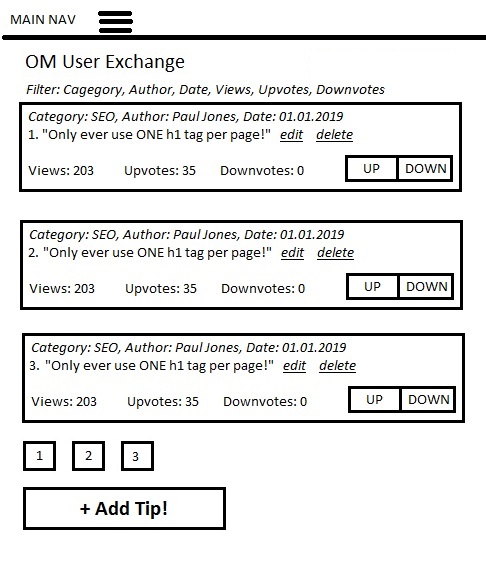 MAIN NAV
OM User Exchange
Filter: Cagegory, Author, Date, Views, Upvotes, Downvotes
Category: SEO, Author: Paul Jones, Date: 01.01.2019
1. "Only ever use ONE h1 tag per page!" edit delete
Views: 203 Upvotes: 35 Downvotes: 0 UP DOWN
Category: SEO, Author: Paul Jones, Date: 01.01.2019
2. "Only ever use ONE h1 tag per page!" edit delete
Views: 203 Upvotes: 35 Downvotes: 0 UP DOWN
Category: SEO, Author: Paul Jones, Date: 01.01.2019
3. "Only ever use ONE h1 tag per page!" edit delete
Views: 203 Upvotes: 35 Downvotes: 0 UP DOWN
1 2 3
+ Add Tip!